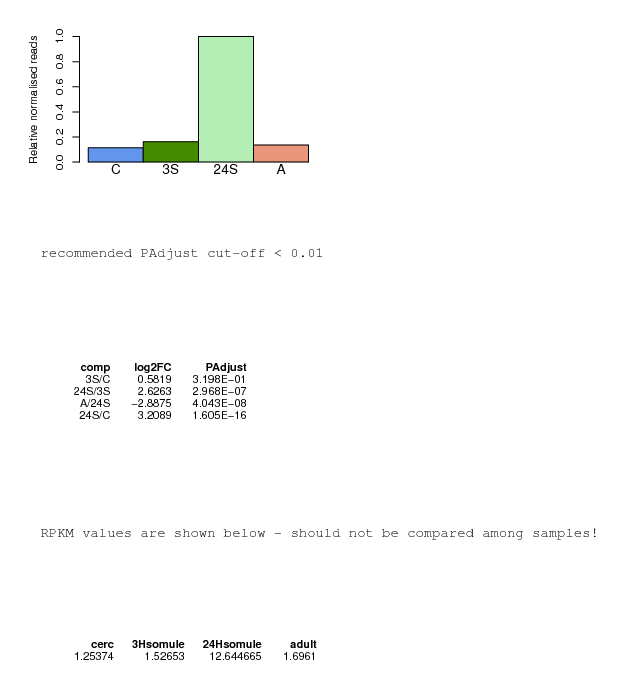 Relative normalised reads
1.0
0.8
0.6
0.4
0.2
0.0
C 3S 24S A
recommended PAdjust cut-off < 0.01
comp log2FC PAdjust
3S/C 0.5819 3.198E-01
24S/3S 2.6263 2.968E-07
A/24S -2.8875 4.043E-08
24S/C 3.2089 1.605E-16
RPKM values are shown below - should not be compared among samples!
cerc 3Hsomule 24Hsomule adult
1.25374 1.52653 12.644665 1.6961